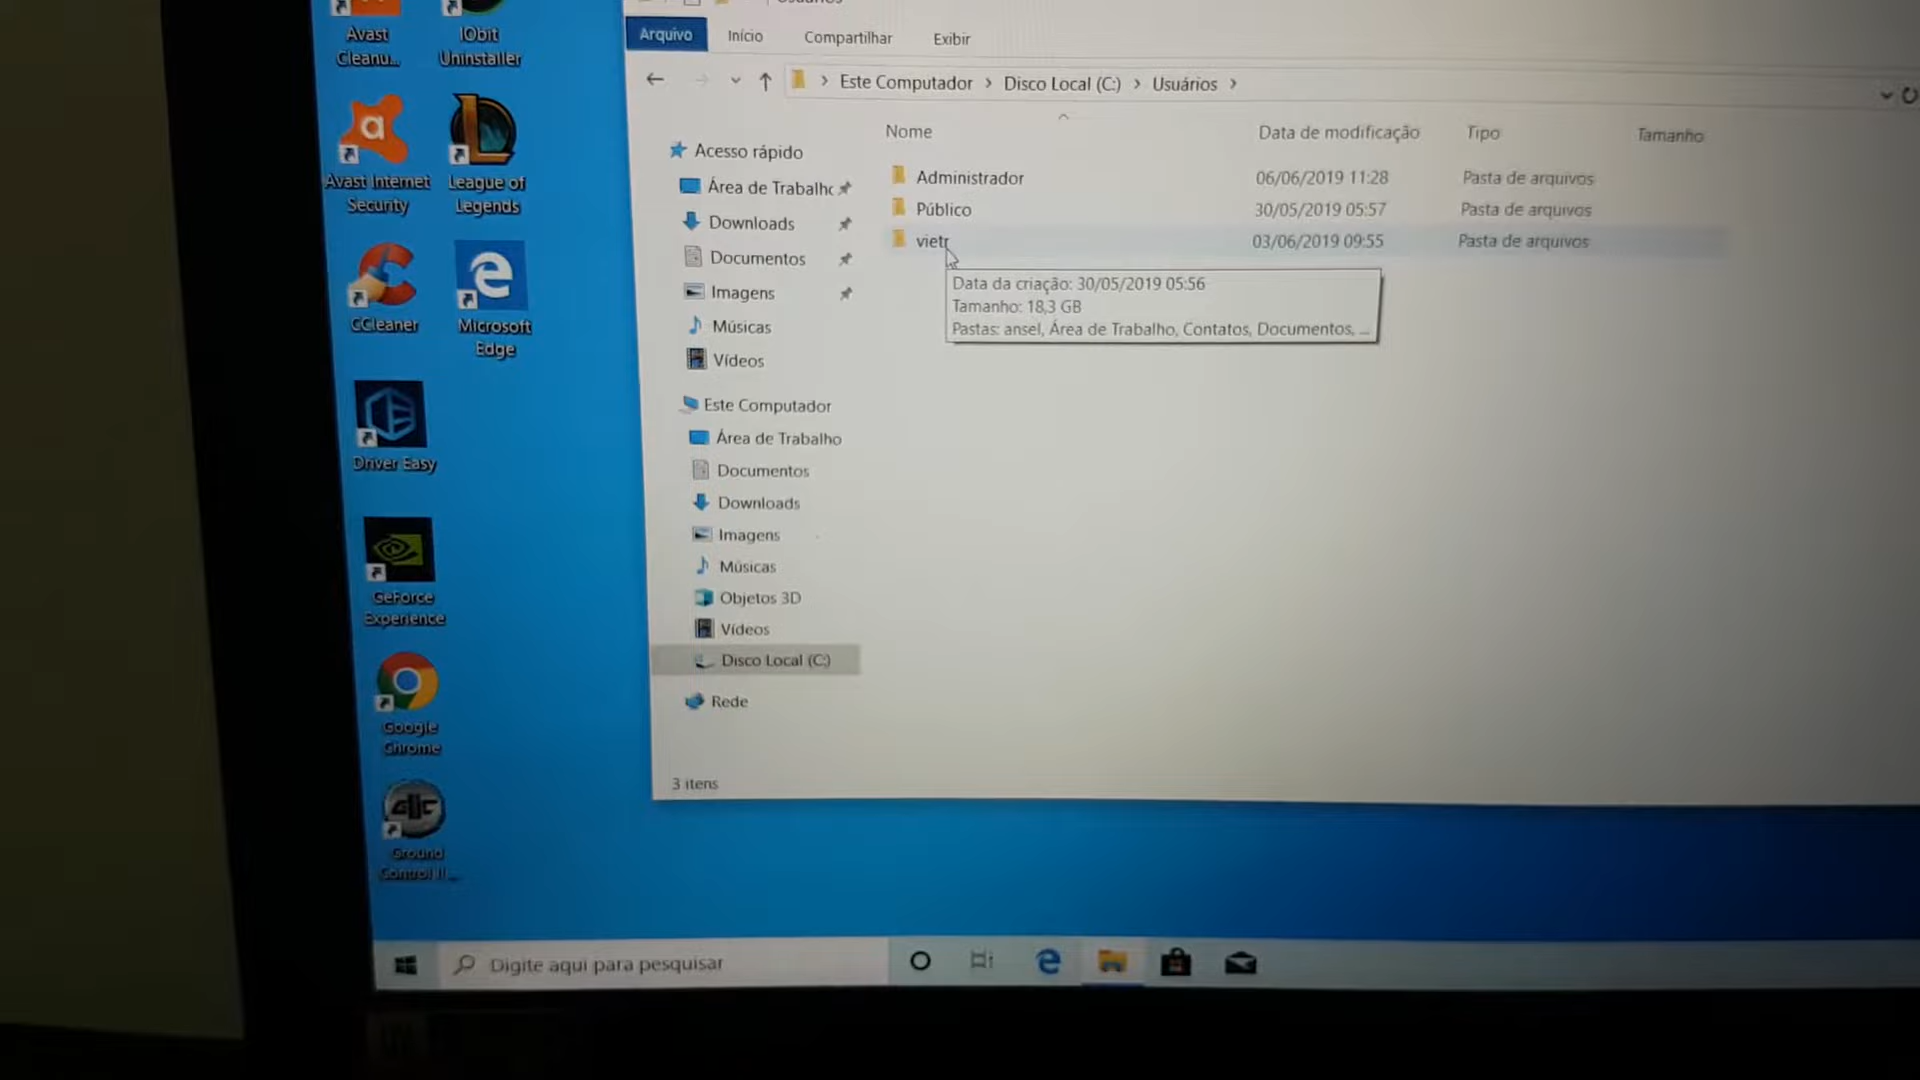 Avast
Cleanu...
IObit
Uninstaller
Avast Internet
Security
League of
Legends
CCleaner
Microsoft
Edge
Driver Easy
GeForce
Experience
Google
Chrome
Ground
Control II ...
Usuários
Arquivo
Início
Compartilhar
Exibir
Este Computador > Disco Local (C:) > Usuários >
Acesso rápido
Área de Trabalho
Downloads
Documentos
Imagens
Músicas
Vídeos
Este Computador
Área de Trabalho
Documentos
Downloads
Imagens
Músicas
Objetos 3D
Vídeos
Disco Local (C:)
Rede
Nome Data de modificação Tipo Tamanho
Administrador 06/06/2019 11:28 Pasta de arquivos
Público 30/05/2019 05:57 Pasta de arquivos
vietr 03/06/2019 09:55 Pasta de arquivos
Data da criação: 30/05/2019 05:56
Tamanho: 18,3 GB
Pastas: ansel, Área de Trabalho, Contatos, Documentos, ...
3 itens
Digite aqui para pesquisar